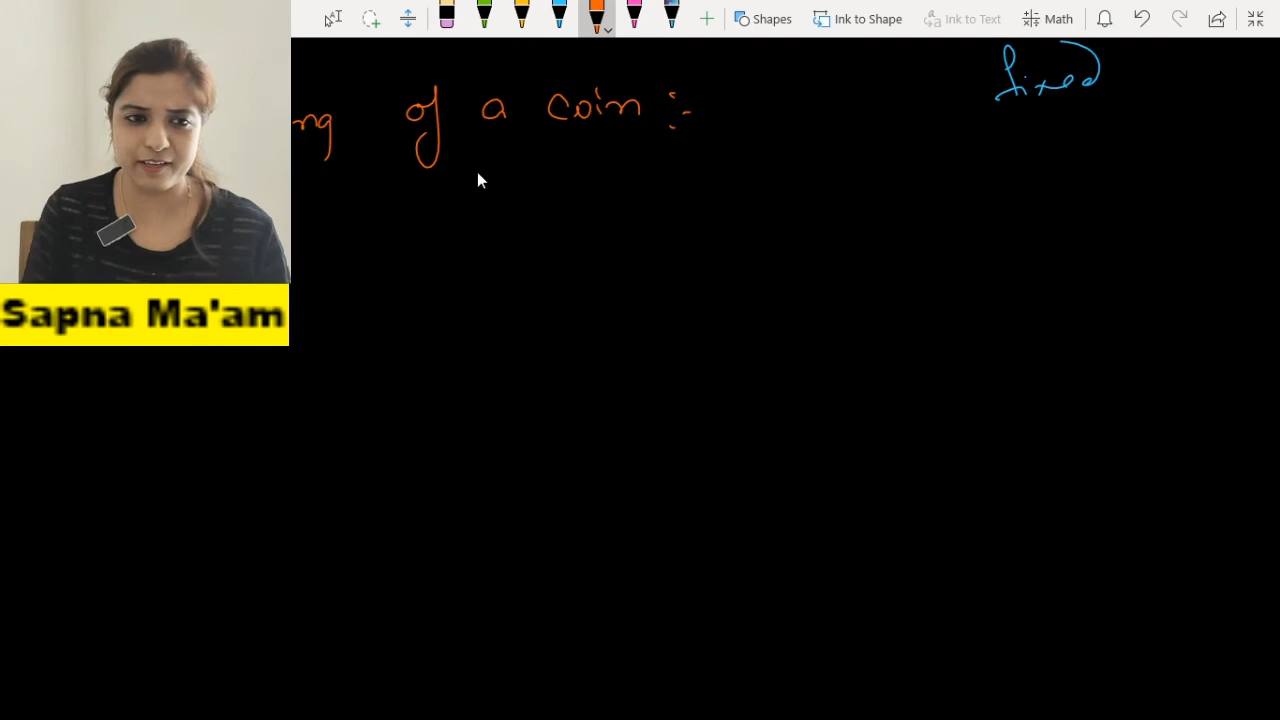 Shapes Ink to Shape Ink to Text Math
fixed
ng of a coin :-
Sapna Ma'am